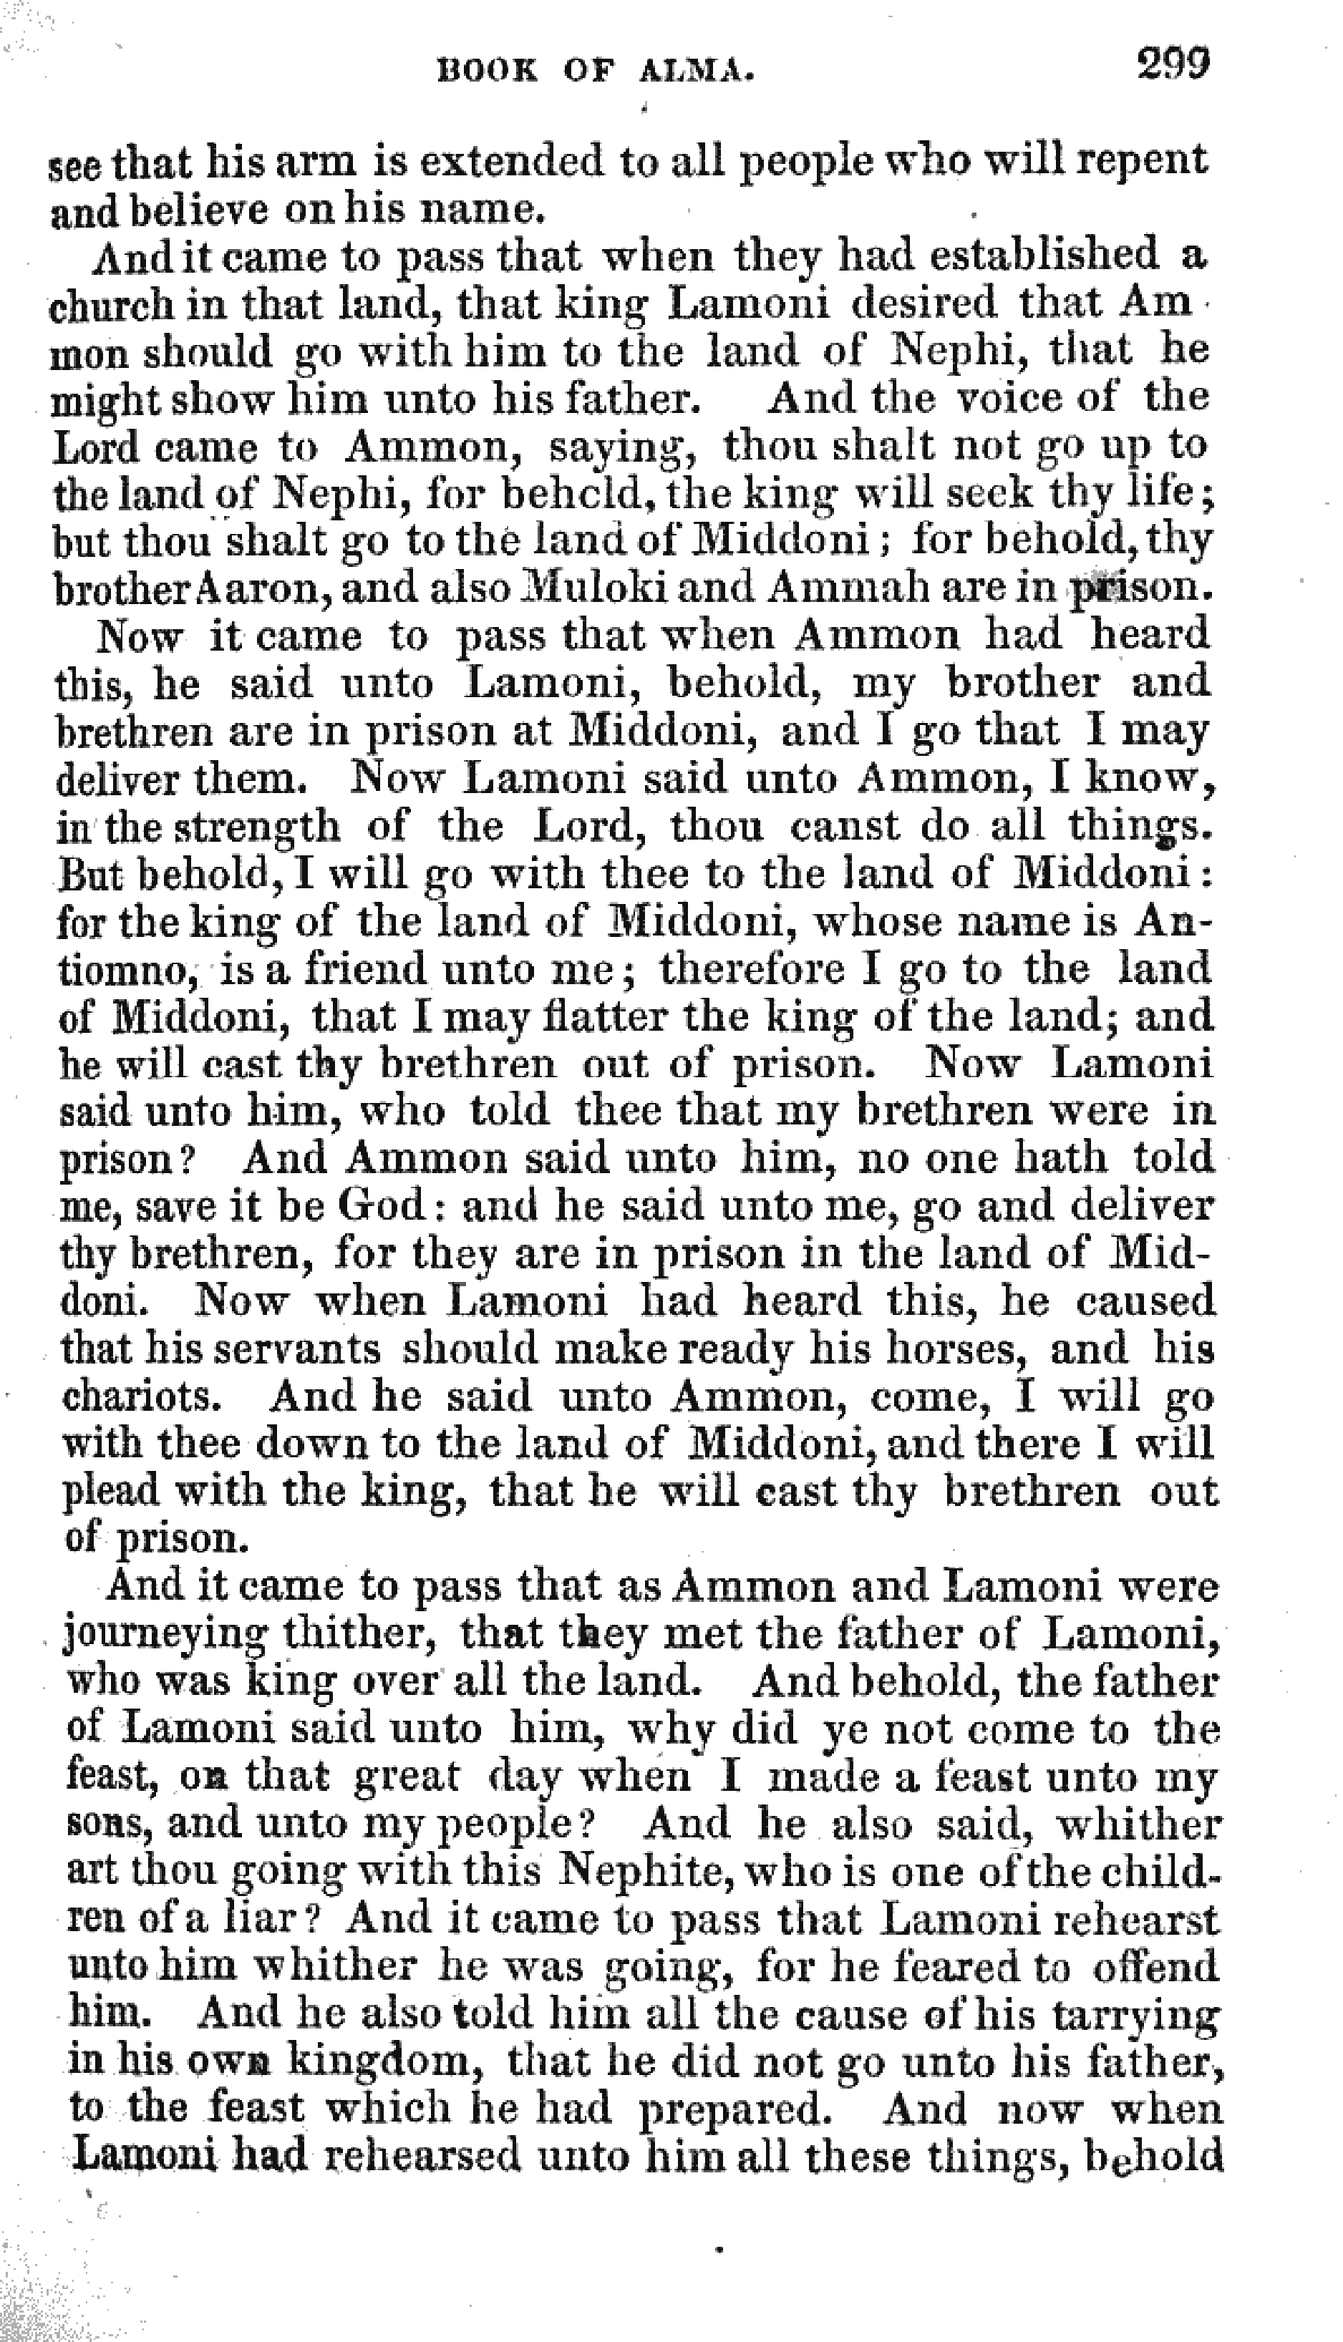 BOOK OF ALMA. 299
see that his arm is extended to all people who will repent
and believe on his name.
And it came to pass that when they had established a
church in that land, that king Lamoni desired that Am-
mon should go with him to the land of Nephi, that he
might show him unto his father. And the voice of the
Lord came to Ammon, saying, thou shalt not go up to
the land of Nephi, for behold, the king will seek thy life;
but thou shalt go to the land of Middoni; for behold, thy
brother Aaron, and also Muloki and Ammah are in prison.
Now it came to pass that when Ammon had heard
this, he said unto Lamoni, behold, my brother and
brethren are in prison at Middoni, and I go that I may
deliver them. Now Lamoni said unto Ammon, I know,
in the strength of the Lord, thou canst do all things.
But behold, I will go with thee to the land of Middoni:
for the king of the land of Middoni, whose name is An-
tiomno, is a friend unto me; therefore I go to the land
of Middoni, that I may flatter the king of the land; and
he will cast thy brethren out of prison. Now Lamoni
said unto him, who told thee that my brethren were in
prison? And Ammon said unto him, no one hath told
me, save it be God: and he said unto me, go and deliver
thy brethren, for they are in prison in the land of Mid-
doni. Now when Lamoni had heard this, he caused
that his servants should make ready his horses, and his
chariots. And he said unto Ammon, come, I will go
with thee down to the land of Middoni, and there I will
plead with the king, that he will cast thy brethren out
of prison.
And it came to pass that as Ammon and Lamoni were
journeying thither, that they met the father of Lamoni,
who was king over all the land. And behold, the father
of Lamoni said unto him, why did ye not come to the
feast, on that great day when I made a feast unto my
sons, and unto my people? And he also said, whither
art thou going with this Nephite, who is one of the child-
ren of a liar? And it came to pass that Lamoni rehearst
unto him whither he was going, for he feared to offend
him. And he also told him all the cause of his tarrying
in his own kingdom, that he did not go unto his father,
to the feast which he had prepared. And now when
Lamoni had rehearsed unto him all these things, behold